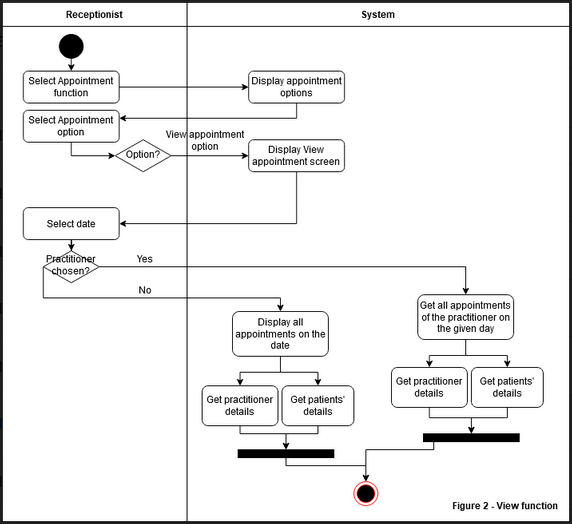 Receptionist
System
Select Appointment
function
Display appointment
options
Select Appointment
option
View appointment
option
Option?
Display View
appointment screen
Select date
Practitioner
chosen?
Yes
No
Get all appointments
of the practitioner on
the given day
Display all
appointments on the
date
Get practitioner
details
Get patients'
details
Get practitioner
details
Get patients'
details
Figure 2 - View function